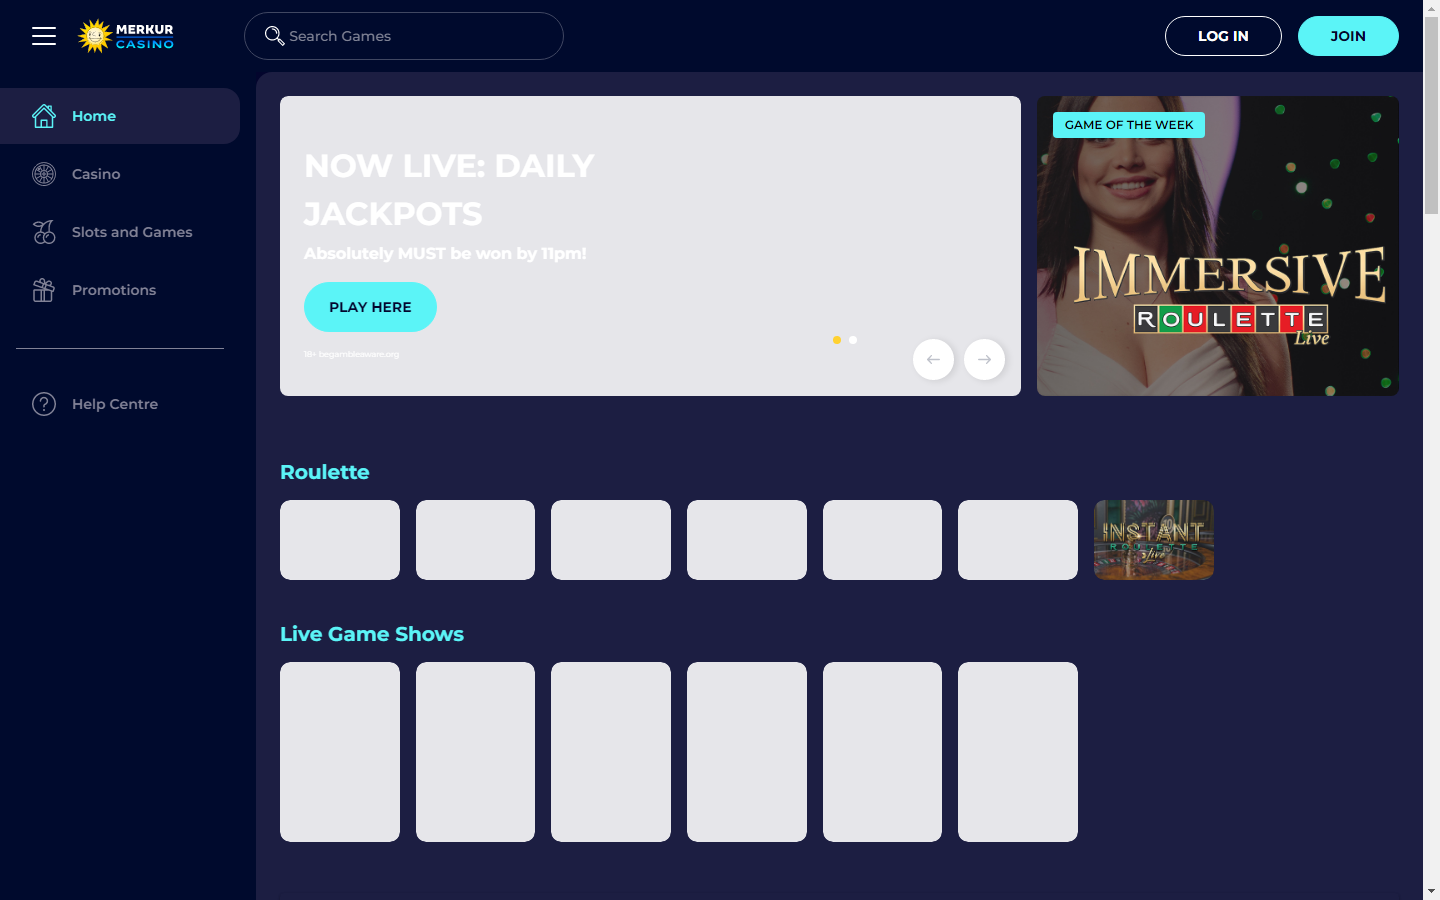 MERKUR
CASINO
Search Games
LOG IN
JOIN
Home
Casino
Slots and Games
Promotions
Help Centre
NOW LIVE: DAILY
JACKPOTS
Absolutely MUST be won by 11pm!
PLAY HERE
18+ begambleaware.org
GAME OF THE WEEK
IMMERSIVE
ROULETTE
Live
Roulette
INSTANT
ROULETTE
Live
Live Game Shows